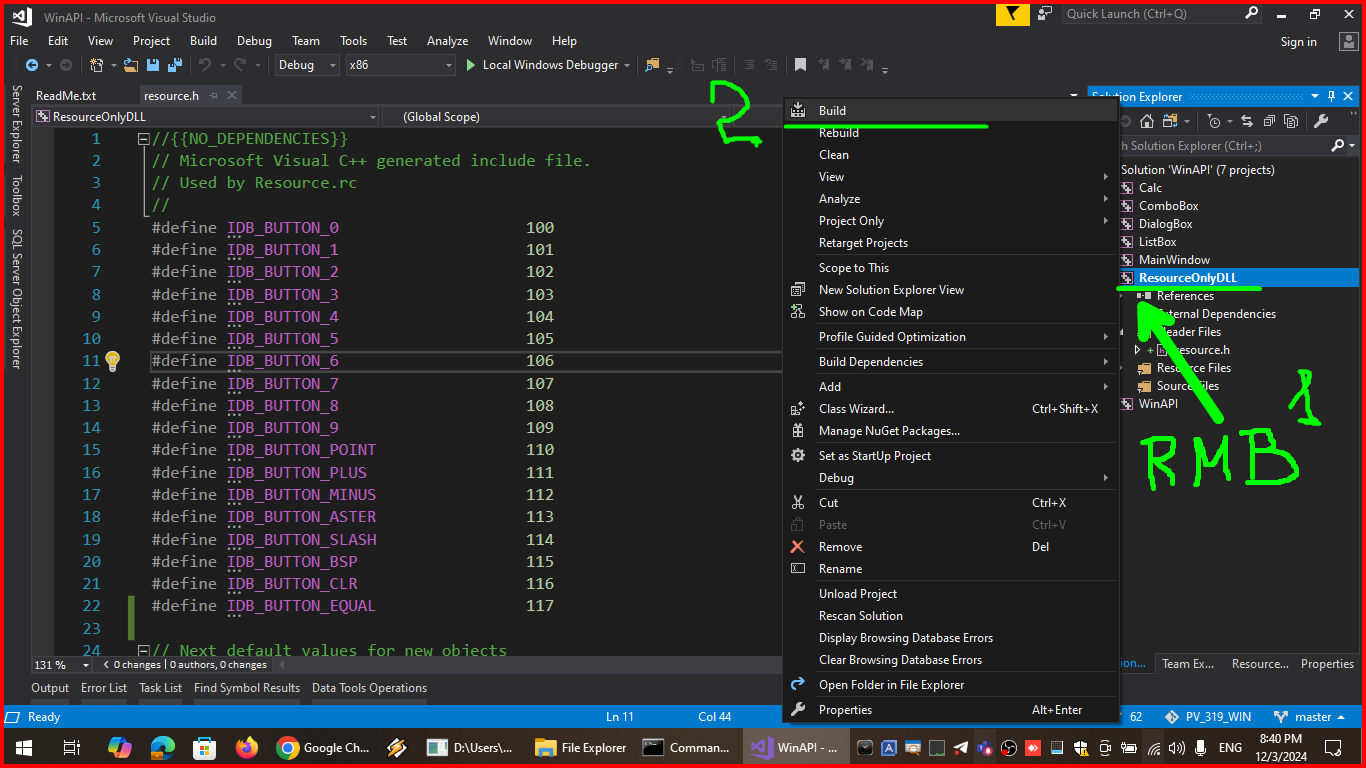 WinAPI - Microsoft Visual Studio
Quick Launch (Ctrl+Q)
File Edit View Project Build Debug Team Tools Test Analyze Window Help
Sign in
Debug x86 Local Windows Debugger
Server Explorer
Toolbox
SQL Server Object Explorer
ReadMe.txt resource.h
ResourceOnlyDLL (Global Scope)
1 //{{NO_DEPENDENCIES}}
2 // Microsoft Visual C++ generated include file.
3 // Used by Resource.rc
4 //
5 #define IDB_BUTTON_0 100
6 #define IDB_BUTTON_1 101
7 #define IDB_BUTTON_2 102
8 #define IDB_BUTTON_3 103
9 #define IDB_BUTTON_4 104
10 #define IDB_BUTTON_5 105
11 #define IDB_BUTTON_6 106
12 #define IDB_BUTTON_7 107
13 #define IDB_BUTTON_8 108
14 #define IDB_BUTTON_9 109
15 #define IDB_BUTTON_POINT 110
16 #define IDB_BUTTON_PLUS 111
17 #define IDB_BUTTON_MINUS 112
18 #define IDB_BUTTON_ASTER 113
19 #define IDB_BUTTON_SLASH 114
20 #define IDB_BUTTON_BSP 115
21 #define IDB_BUTTON_CLR 116
22 #define IDB_BUTTON_EQUAL 117
23
24 // Next default values for new objects
131 % 0 changes | 0 authors, 0 changes
2
Build
Rebuild
Clean
View
Analyze
Project Only
Retarget Projects
Scope to This
New Solution Explorer View
Show on Code Map
Profile Guided Optimization
Build Dependencies
Add
Class Wizard... Ctrl+Shift+X
Manage NuGet Packages...
Set as StartUp Project
Debug
Cut Ctrl+X
Paste Ctrl+V
Remove Del
Rename
Unload Project
Rescan Solution
Display Browsing Database Errors
Clear Browsing Database Errors
Open Folder in File Explorer
Properties Alt+Enter
Solution Explorer
h Solution Explorer (Ctrl+;)
Solution 'WinAPI' (7 projects)
Calc
ComboBox
DialogBox
ListBox
MainWindow
ResourceOnlyDLL
References
External Dependencies
Header Files
resource.h
Resource Files
Source Files
WinAPI
1
RMB
on... Team Ex... Resource... Properties
Output Error List Task List Find Symbol Results Data Tools Operations
Ready Ln 11 Col 44 62 PV_319_WIN master
Google Ch... D:\Users\... File Explorer Comman... WinAPI - ... ENG 8:40 PM
12/3/2024